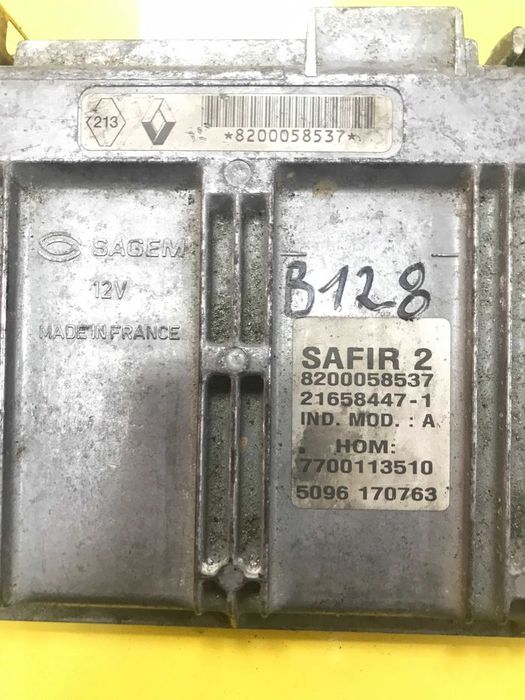 213
*8200058537*
SAGEM
12V
MADE IN FRANCE
B128
SAFIR 2
8200058537
21658447-1
IND. MOD. : A
HOM:
7700113510
5096 170763